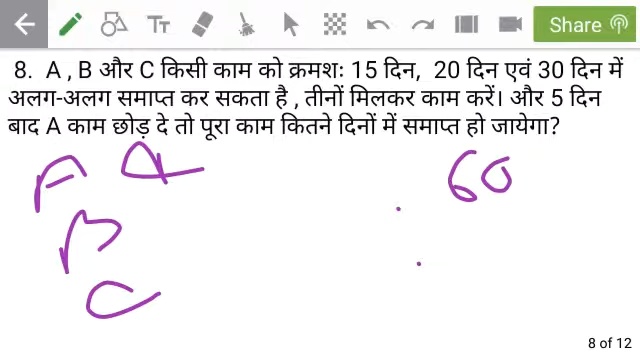 Share
8. A , B और C किसी काम को क्रमशः 15 दिन, 20 दिन एवं 30 दिन में
अलग-अलग समाप्त कर सकता है , तीनों मिलकर काम करें। और 5 दिन
बाद A काम छोड़ दे तो पूरा काम कितने दिनों में समाप्त हो जायेगा?
A
60
B
C
8 of 12